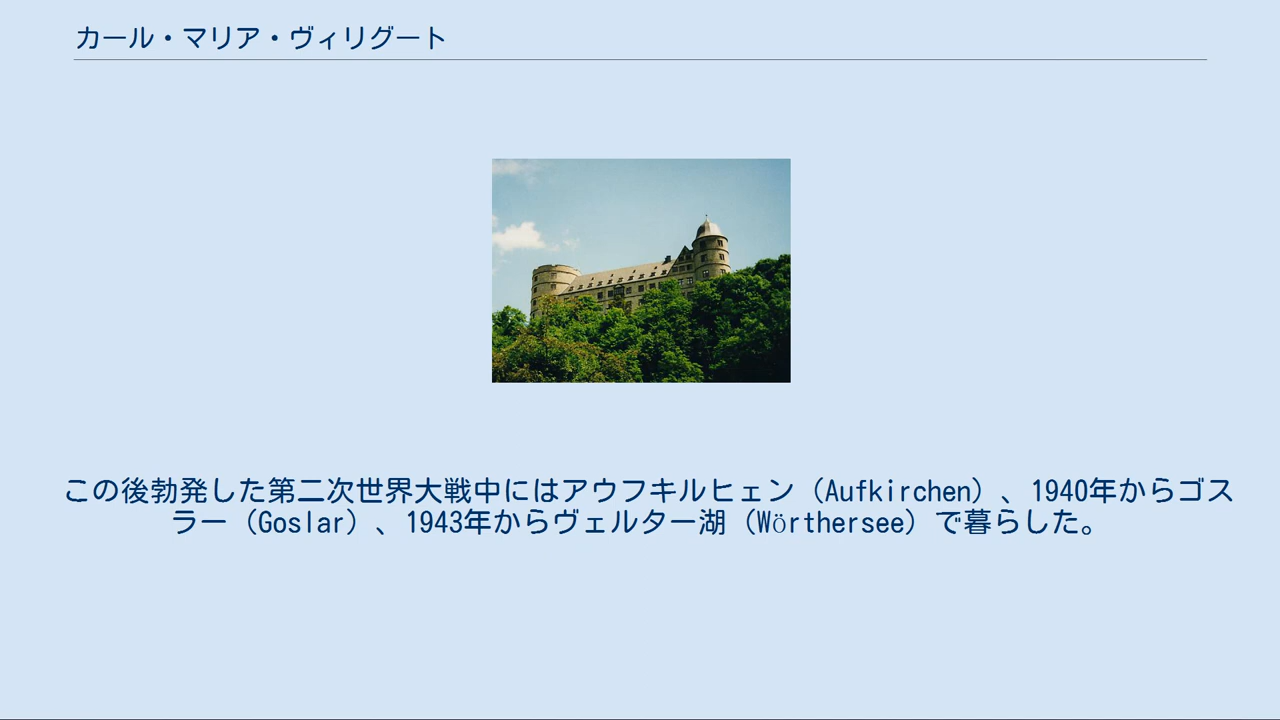 カール・マリア・ヴィリグート
この後勃発した第二次世界大戦中にはアウフキルヒェン（Aufkirchen）、1940年からゴス
ラー（Goslar）、1943年からヴェルター湖（Wörthersee）で暮らした。